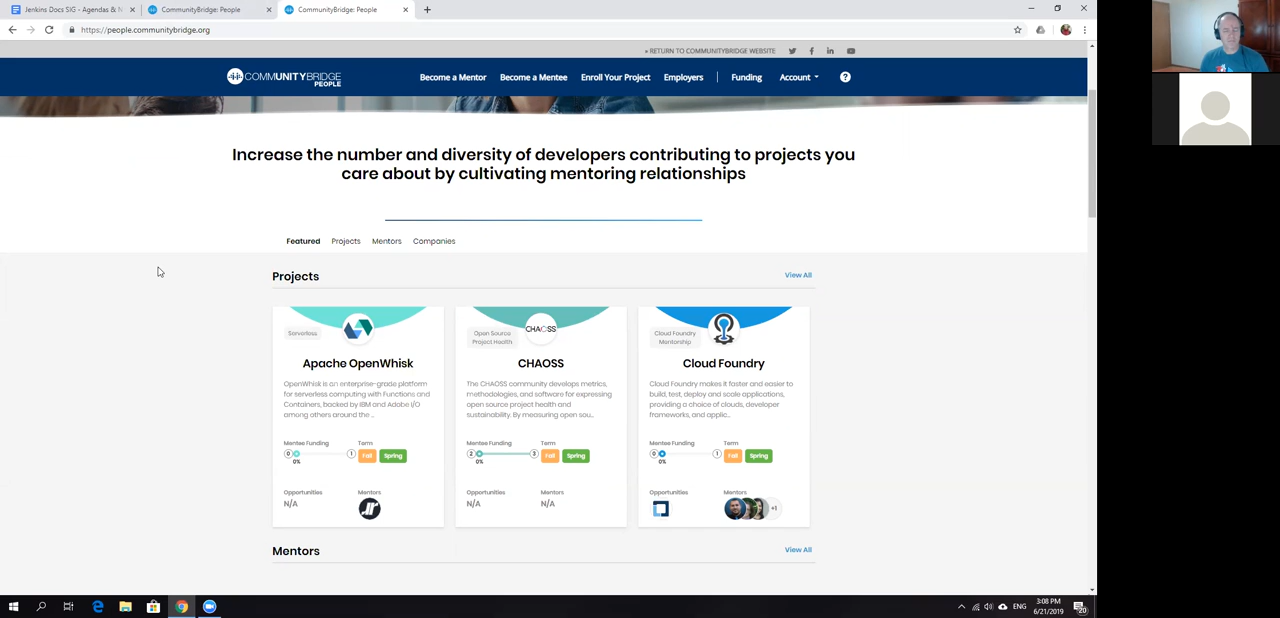 Jenkins Docs SIG - Agendas & N
CommunityBridge: People
CommunityBridge: People
https://people.communitybridge.org
RETURN TO COMMUNITYBRIDGE WEBSITE
COMMUNITYBRIDGE
PEOPLE
Become a Mentor
Become a Mentee
Enroll Your Project
Employers
Funding
Account
?
Increase the number and diversity of developers contributing to projects you
care about by cultivating mentoring relationships
Featured
Projects
Mentors
Companies
Projects
View All
Serverless
Apache OpenWhisk
OpenWhisk is an enterprise-grade platform
for serverless computing with Functions and
Containers, backed by IBM and Adobe I/O
among others around the ...
Mentee Funding
Term
0
1
Fall
Spring
0%
Opportunities
Mentors
N/A
Open Source
Project Health
CHAOSS
CHAOSS
The CHAOSS community develops metrics,
methodologies, and software for expressing
open source project health and
sustainability. By measuring open sou...
Mentee Funding
Term
2
3
Fall
Spring
0%
Opportunities
Mentors
N/A
N/A
Cloud Foundry
Mentorship
Cloud Foundry
Cloud Foundry makes it faster and easier to
build, test, deploy and scale applications,
providing a choice of clouds, developer
frameworks, and applic...
Mentee Funding
Term
0
1
Fall
Spring
0%
Opportunities
Mentors
+1
Mentors
View All
ENG
3:08 PM
6/21/2019
20